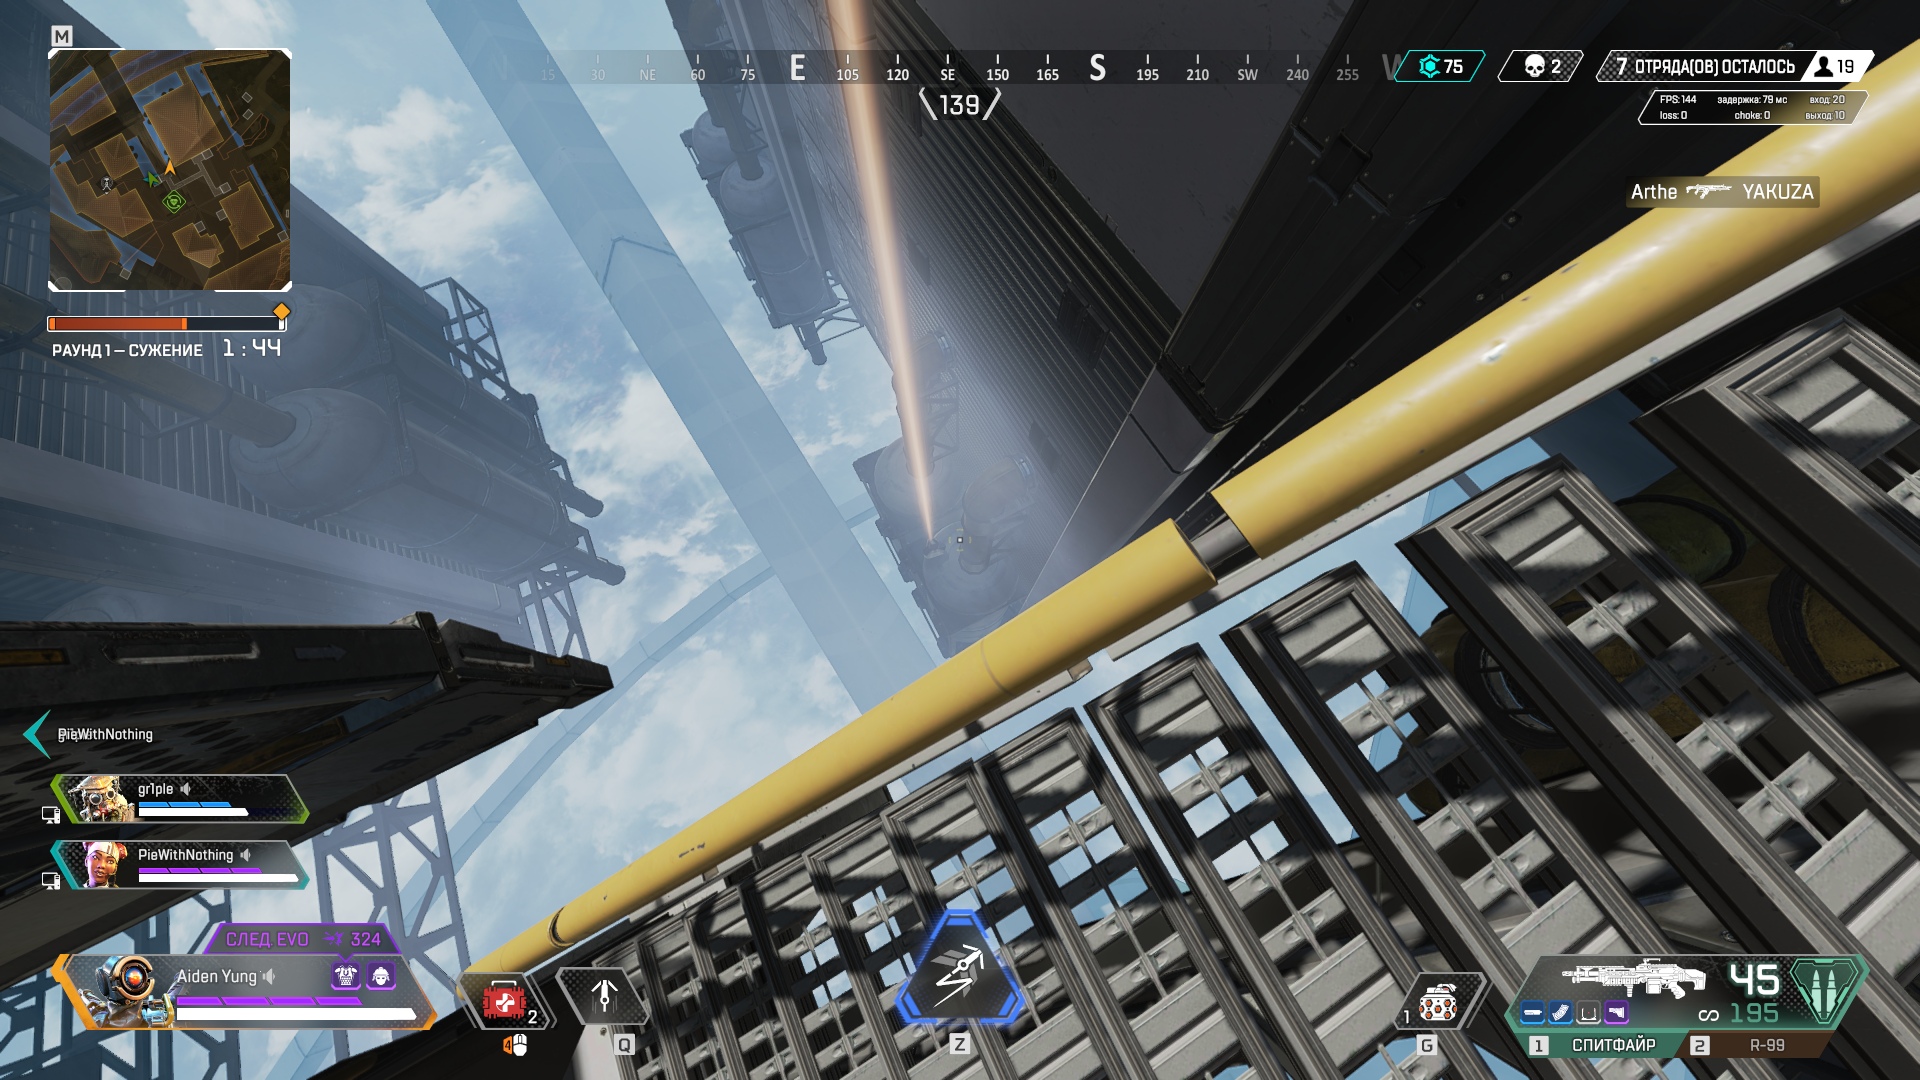 M
15 30 NE 60 75 E 105 120 SE 150 165 S 195 210 SW 240 255 W
139
75
2
7 ОТРЯДА(ОВ) ОСТАЛОСЬ 19
FPS: 144 задержка: 79 мс вход: 20
loss: 0 choke: 0 выход: 10
Arthe YAKUZA
РАУНД 1 — СУЖЕНИЕ 1:44
PieWithNothing
gr1ple
PieWithNothing
СЛЕД. EVO 324
Aiden Yung
2
4
Q
Z
1
G
45
∞ 195
1 СПИТФАЙР 2 R-99